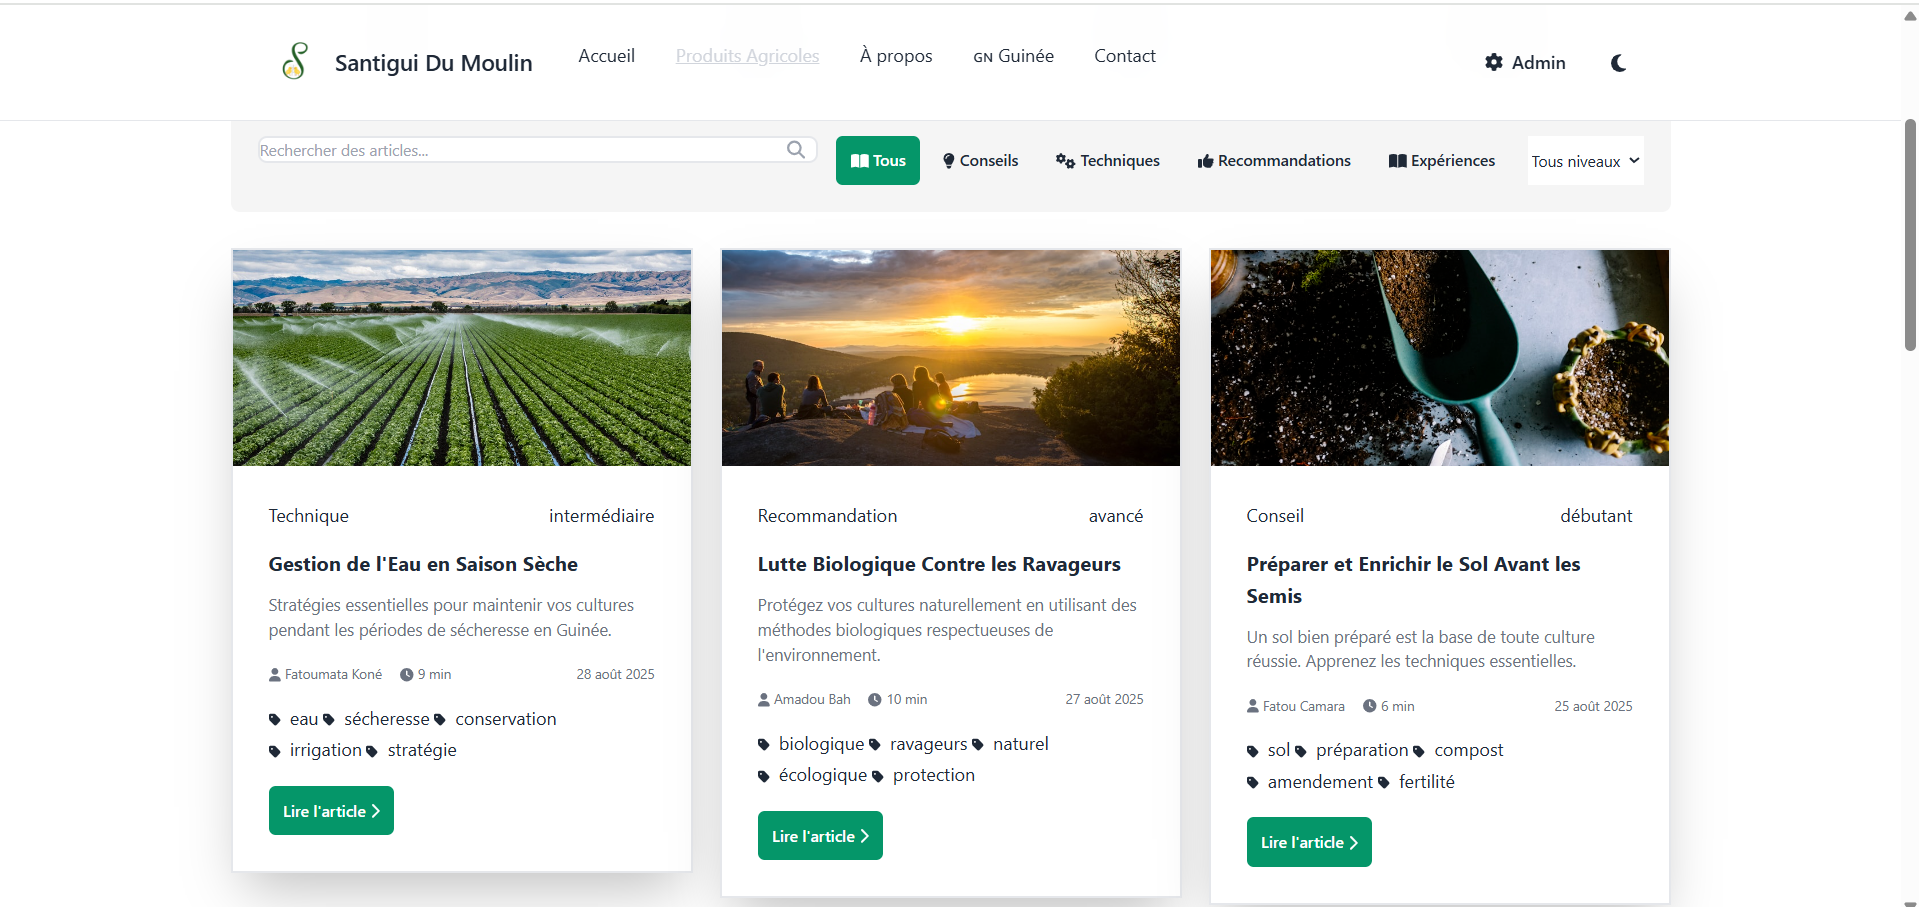 Santigui Du Moulin
Accueil
Produits Agricoles
À propos
GN Guinée
Contact
Admin
Rechercher des articles...
Tous
Conseils
Techniques
Recommandations
Expériences
Tous niveaux
Technique
intermédiaire
Gestion de l'Eau en Saison Sèche
Stratégies essentielles pour maintenir vos cultures
pendant les périodes de sécheresse en Guinée.
Fatoumata Koné
9 min
28 août 2025
eau sécheresse conservation
irrigation stratégie
Lire l'article
Recommandation
avancé
Lutte Biologique Contre les Ravageurs
Protégez vos cultures naturellement en utilisant des
méthodes biologiques respectueuses de
l'environnement.
Amadou Bah
10 min
27 août 2025
biologique ravageurs naturel
écologique protection
Lire l'article
Conseil
débutant
Préparer et Enrichir le Sol Avant les
Semis
Un sol bien préparé est la base de toute culture
réussie. Apprenez les techniques essentielles.
Fatou Camara
6 min
25 août 2025
sol préparation compost
amendement fertilité
Lire l'article